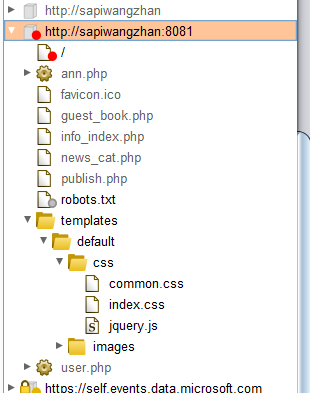 http://sapiwangzhan
http://sapiwangzhan:8081
/
ann.php
favicon.ico
guest_book.php
info_index.php
news_cat.php
publish.php
robots.txt
templates
default
css
common.css
index.css
jquery.js
images
user.php
https://self.events.data.microsoft.com